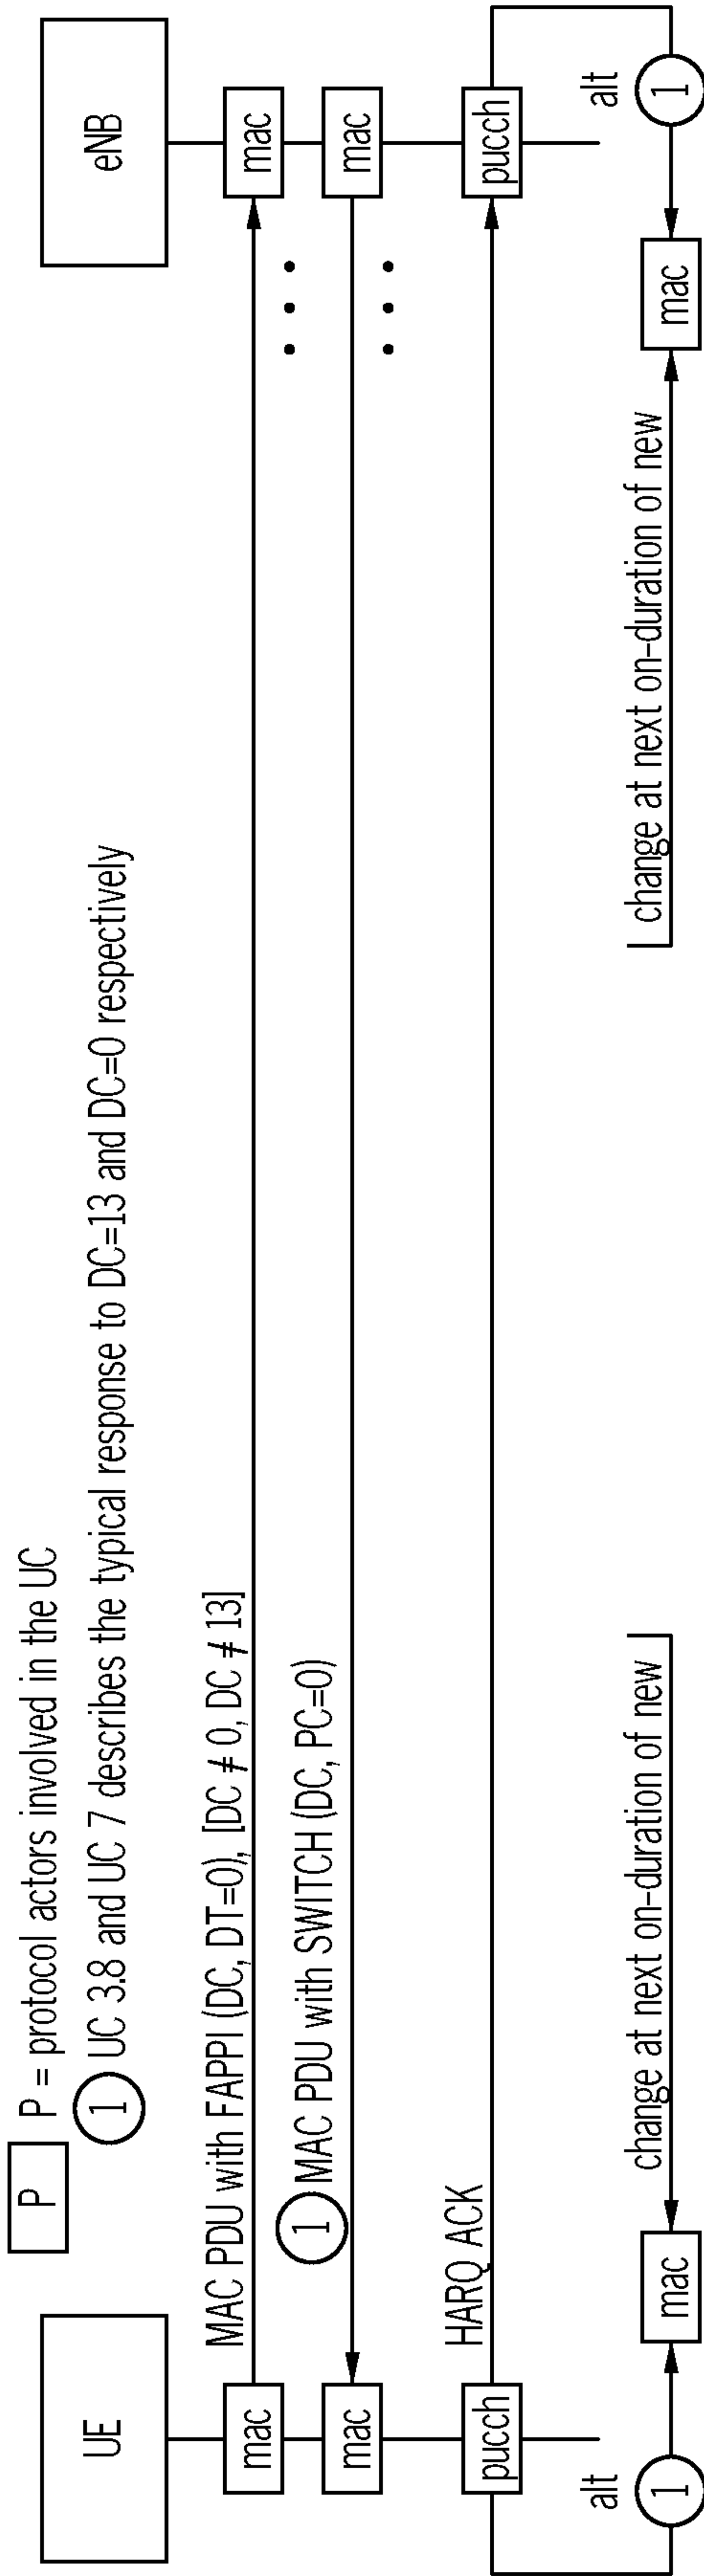 P
P = protocol actors involved in the UC
1
UC 3.8 and UC 7 describes the typical response to DC=13 and DC=0 respectively
UE
eNB
MAC PDU with FAPPI (DC, DT=0), [DC ≠ 0, DC ≠ 13]
mac
mac
1
MAC PDU with SWITCH (DC, PC=0)
mac
mac
HARQ ACK
pucch
pucch
alt
1
mac
change at next on-duration of new
change at next on-duration of new
mac
alt
1